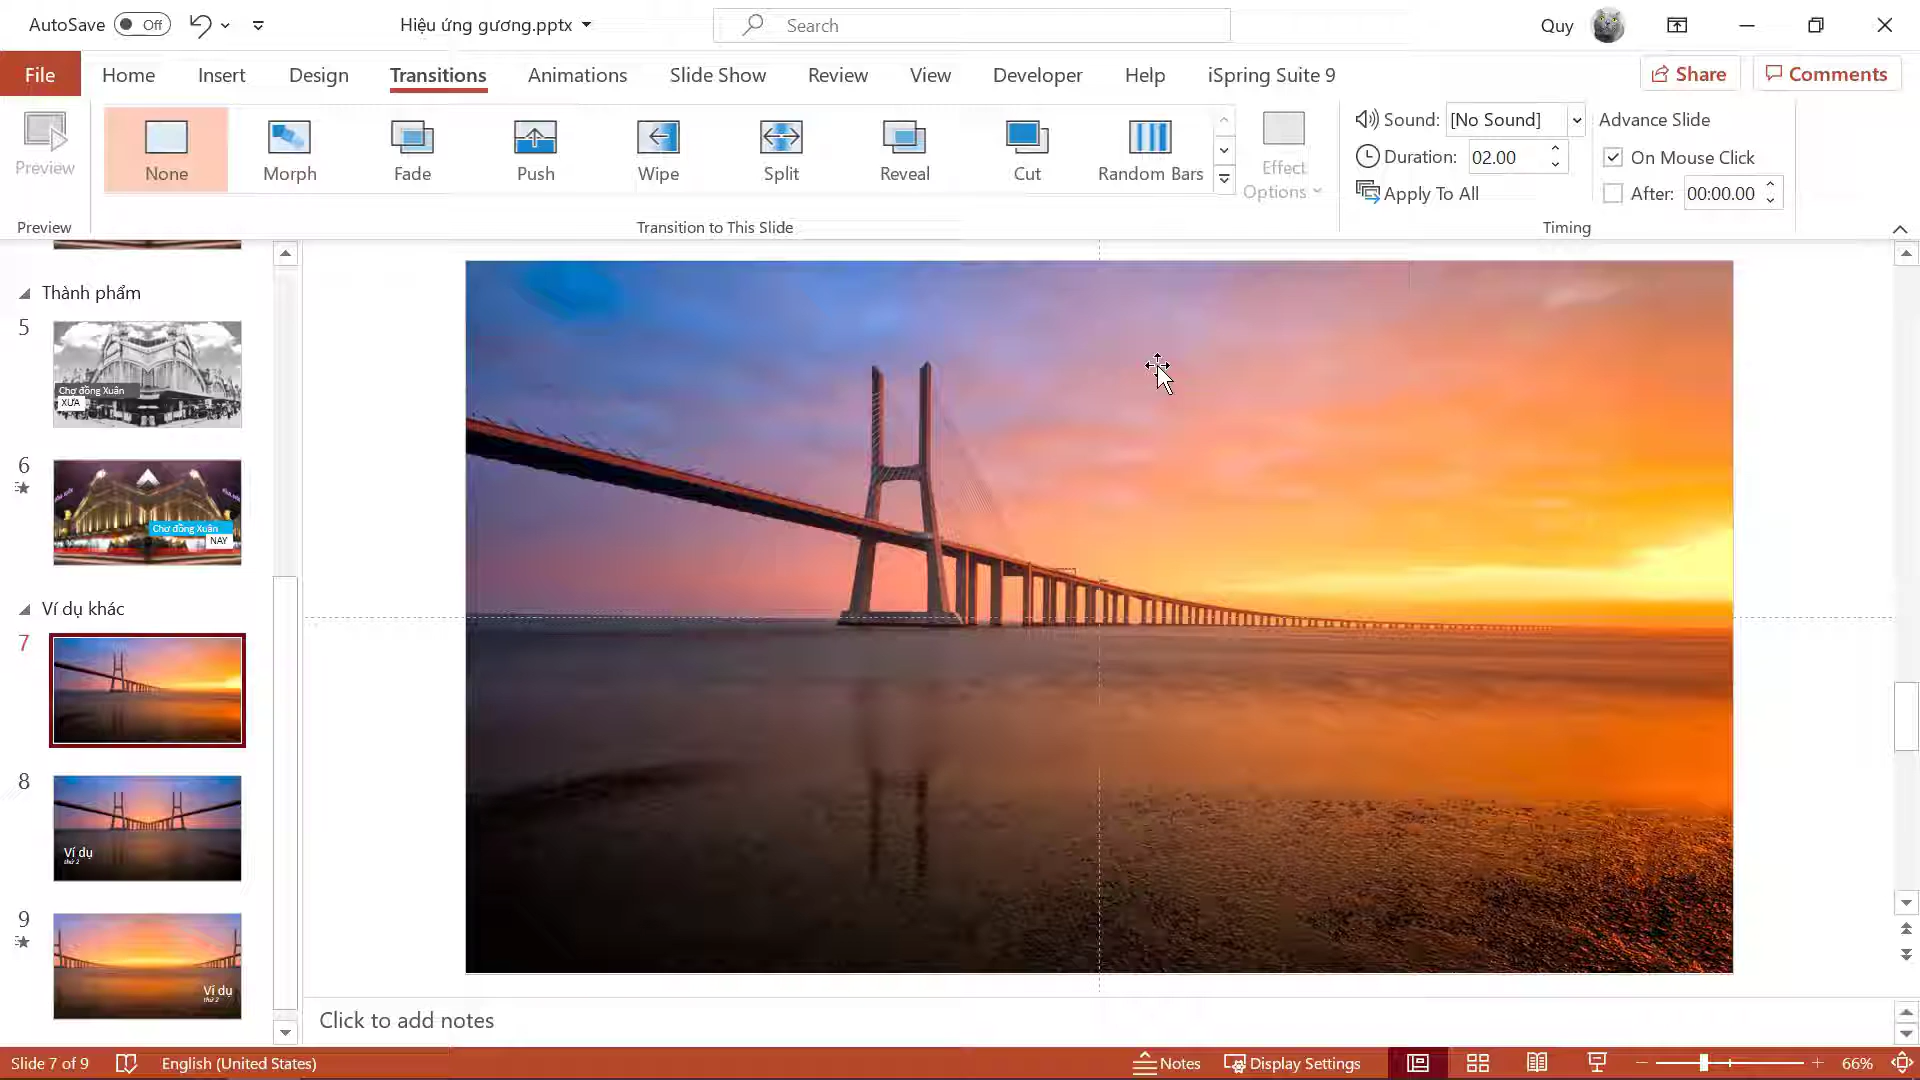 AutoSave Off Hiệu ứng gương.pptx Search Quy
File Home Insert Design Transitions Animations Slide Show Review View Developer Help iSpring Suite 9 Share Comments
Preview None Morph Fade Push Wipe Split Reveal Cut Random Bars Effect Options
Sound: [No Sound] Advance Slide
Duration: 02.00 On Mouse Click
Apply To All After: 00:00.00
Preview Transition to This Slide Timing
Thành phẩm
5
Chợ đồng Xuân
XƯA
6
Chợ đồng Xuân
NAY
Ví dụ khác
7
8
Ví dụ
thứ 2
9
Ví dụ
thứ 2
Click to add notes
Slide 7 of 9 English (United States) Notes Display Settings 66%